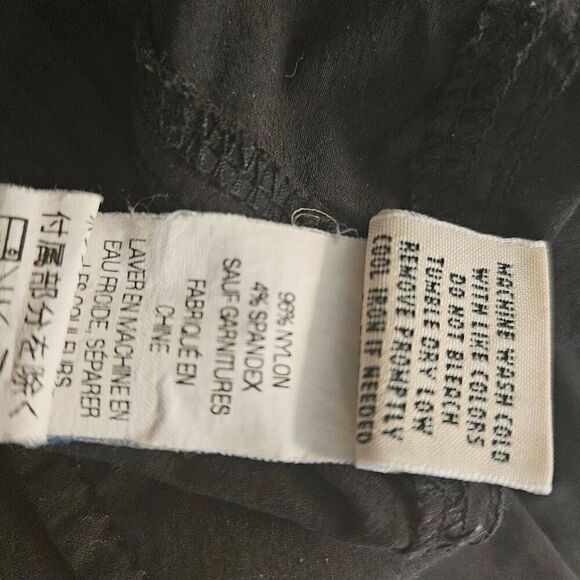 MACHINE WASH COLD
WITH LIKE COLORS
DO NOT BLEACH
TUMBLE DRY LOW
REMOVE PROMPTLY
COOL IRON IF NEEDED
96% NYLON
4% SPANDEX
SAUF GARNITURES
FABRIQUÉ EN
CHINE
LAVER EN MACHINE EN
EAU FROIDE, SÉPARER
COULEURS
付属部分を除く